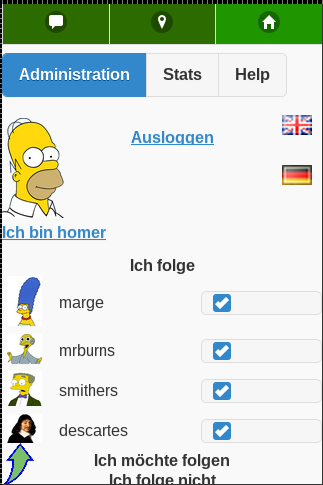 Administration Stats Help
Ausloggen
Ich bin homer
Ich folge
marge
mrburns
smithers
descartes
Ich möchte folgen
Ich folge nicht